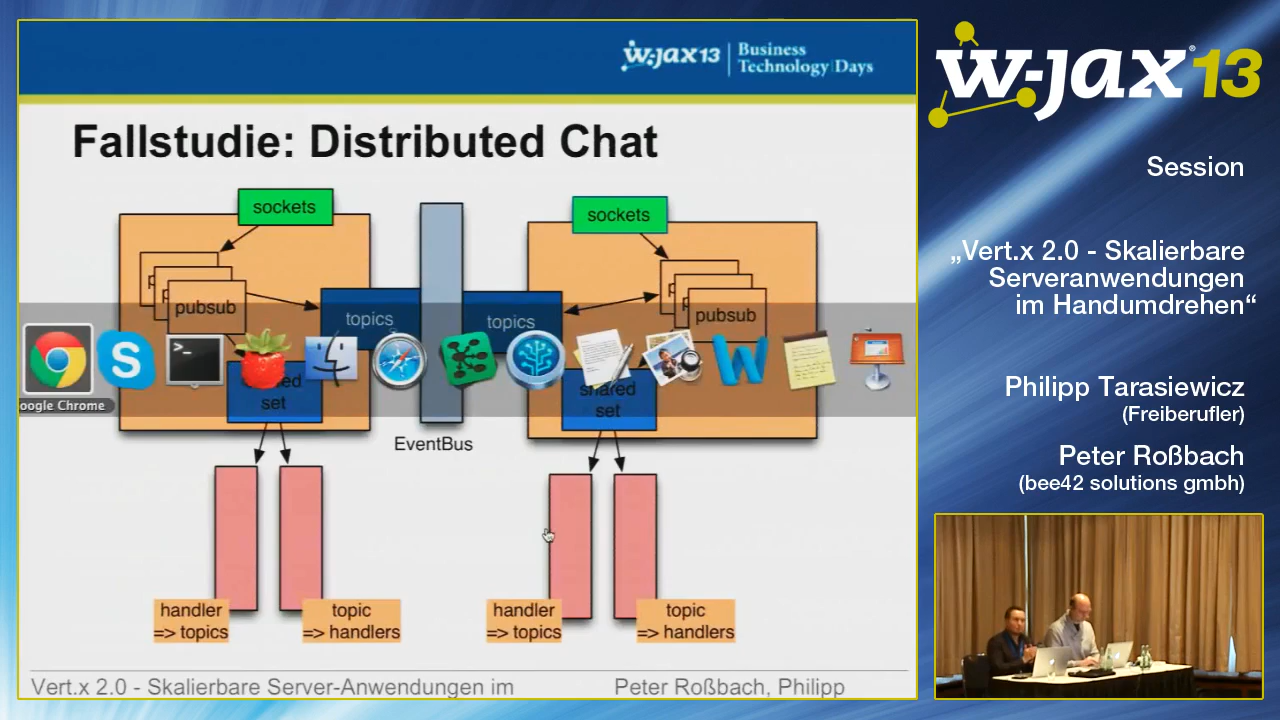 w-jax 13
Business
Technology Days
Fallstudie: Distributed Chat
sockets
sockets
pubsub
pubsub
topics
topics
set
shared
set
oogle Chrome
EventBus
handler
=> topics
topic
=> handlers
handler
=> topics
topic
=> handlers
Vert.x 2.0 - Skalierbare Server-Anwendungen im
Peter Roßbach, Philipp
w-jax® 13
Session
„Vert.x 2.0 - Skalierbare
Serveranwendungen
im Handumdrehen“
Philipp Tarasiewicz
(Freiberufler)
Peter Roßbach
(bee42 solutions gmbh)